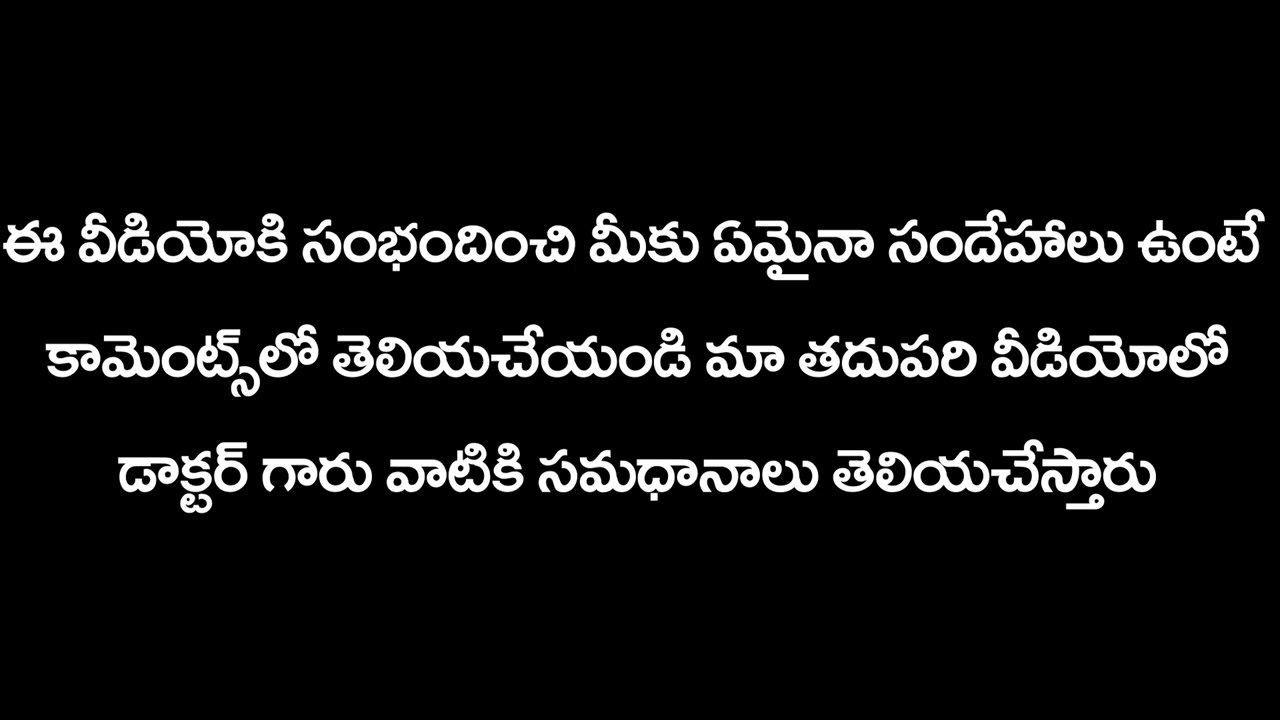 ఈ వీడియోకి సంభందించి మీకు ఏమైనా సందేహాలు ఉంటే
కామెంట్స్‌లో తెలియచేయండి మా తదుపరి వీడియోలో
డాక్టర్ గారు వాటికి సమధానాలు తెలియచేస్తారు